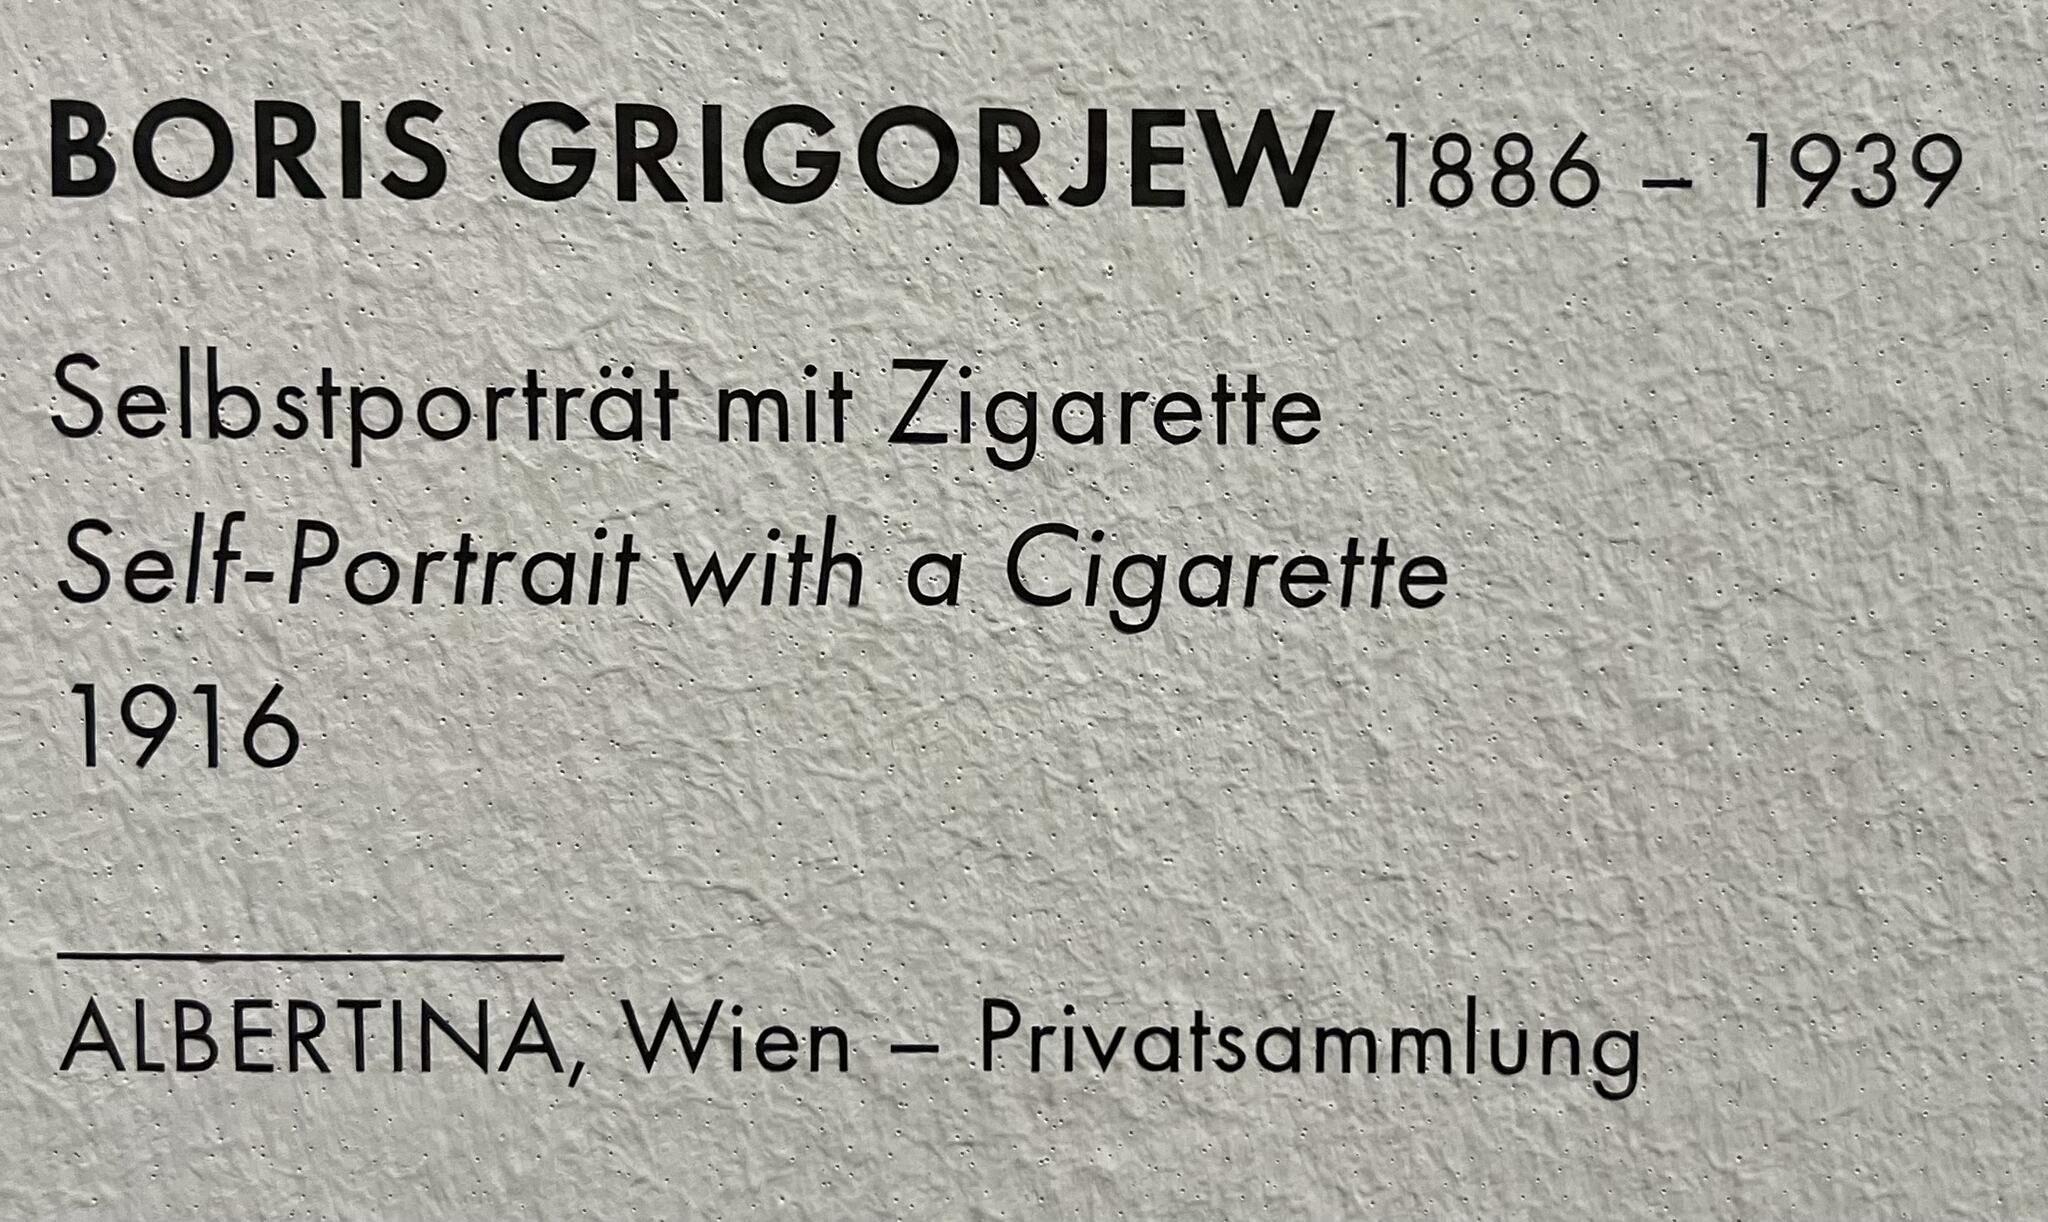 BORIS GRIGORJEW 1886 – 1939
Selbstporträt mit Zigarette
Self-Portrait with a Cigarette
1916
ALBERTINA, Wien – Privatsammlung